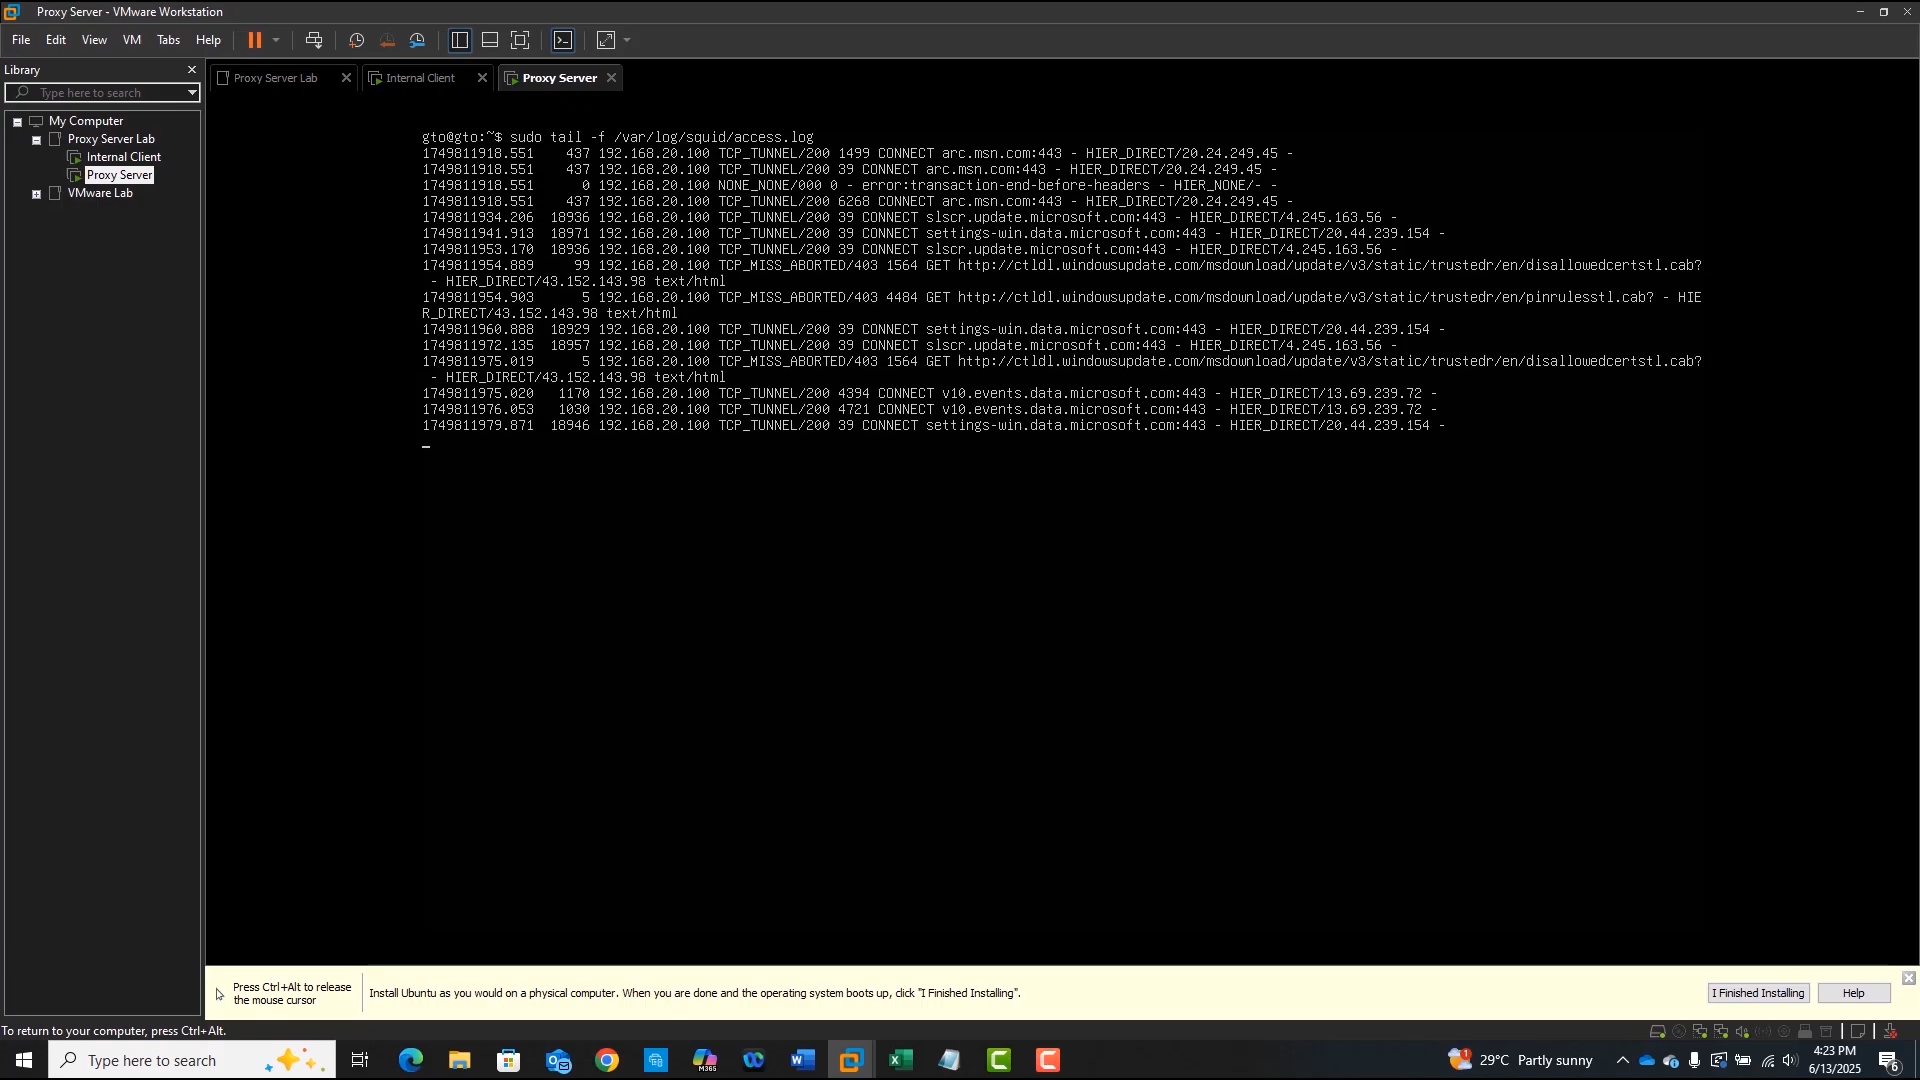 Proxy Server - VMware Workstation
File Edit View VM Tabs Help
Library
Type here to search
My Computer
Proxy Server Lab
Internal Client
Proxy Server
VMware Lab
Proxy Server Lab
Internal Client
Proxy Server
gto@gto:~$ sudo tail -f /var/log/squid/access.log
1749811918.551    437 192.168.20.100 TCP_TUNNEL/200 1499 CONNECT arc.msn.com:443 - HIER_DIRECT/20.24.249.45 -
1749811918.551    437 192.168.20.100 TCP_TUNNEL/200 39 CONNECT arc.msn.com:443 - HIER_DIRECT/20.24.249.45 -
1749811918.551      0 192.168.20.100 NONE_NONE/000 0 - error:transaction-end-before-headers - HIER_NONE/- -
1749811918.551    437 192.168.20.100 TCP_TUNNEL/200 6268 CONNECT arc.msn.com:443 - HIER_DIRECT/20.24.249.45 -
1749811934.206  18936 192.168.20.100 TCP_TUNNEL/200 39 CONNECT slscr.update.microsoft.com:443 - HIER_DIRECT/4.245.163.56 -
1749811941.913  18971 192.168.20.100 TCP_TUNNEL/200 39 CONNECT settings-win.data.microsoft.com:443 - HIER_DIRECT/20.44.239.154 -
1749811953.170  18936 192.168.20.100 TCP_TUNNEL/200 39 CONNECT slscr.update.microsoft.com:443 - HIER_DIRECT/4.245.163.56 -
1749811954.889     99 192.168.20.100 TCP_MISS_ABORTED/403 1564 GET http://ctldl.windowsupdate.com/msdownload/update/v3/static/trustedr/en/disallowedcertstl.cab?
 - HIER_DIRECT/43.152.143.98 text/html
1749811954.903      5 192.168.20.100 TCP_MISS_ABORTED/403 4484 GET http://ctldl.windowsupdate.com/msdownload/update/v3/static/trustedr/en/pinrulesstl.cab? - HIE
R_DIRECT/43.152.143.98 text/html
1749811960.888  18929 192.168.20.100 TCP_TUNNEL/200 39 CONNECT settings-win.data.microsoft.com:443 - HIER_DIRECT/20.44.239.154 -
1749811972.135  18957 192.168.20.100 TCP_TUNNEL/200 39 CONNECT slscr.update.microsoft.com:443 - HIER_DIRECT/4.245.163.56 -
1749811975.019      5 192.168.20.100 TCP_MISS_ABORTED/403 1564 GET http://ctldl.windowsupdate.com/msdownload/update/v3/static/trustedr/en/disallowedcertstl.cab?
 - HIER_DIRECT/43.152.143.98 text/html
1749811975.020   1170 192.168.20.100 TCP_TUNNEL/200 4394 CONNECT v10.events.data.microsoft.com:443 - HIER_DIRECT/13.69.239.72 -
1749811976.053   1030 192.168.20.100 TCP_TUNNEL/200 4721 CONNECT v10.events.data.microsoft.com:443 - HIER_DIRECT/13.69.239.72 -
1749811979.871  18946 192.168.20.100 TCP_TUNNEL/200 39 CONNECT settings-win.data.microsoft.com:443 - HIER_DIRECT/20.44.239.154 -
Press Ctrl+Alt to release
the mouse cursor
Install Ubuntu as you would on a physical computer. When you are done and the operating system boots up, click "I Finished Installing".
I Finished Installing
Help
To return to your computer, press Ctrl+Alt.
Type here to search
M365
1
29°C Partly sunny
4:23 PM
6/13/2025
6